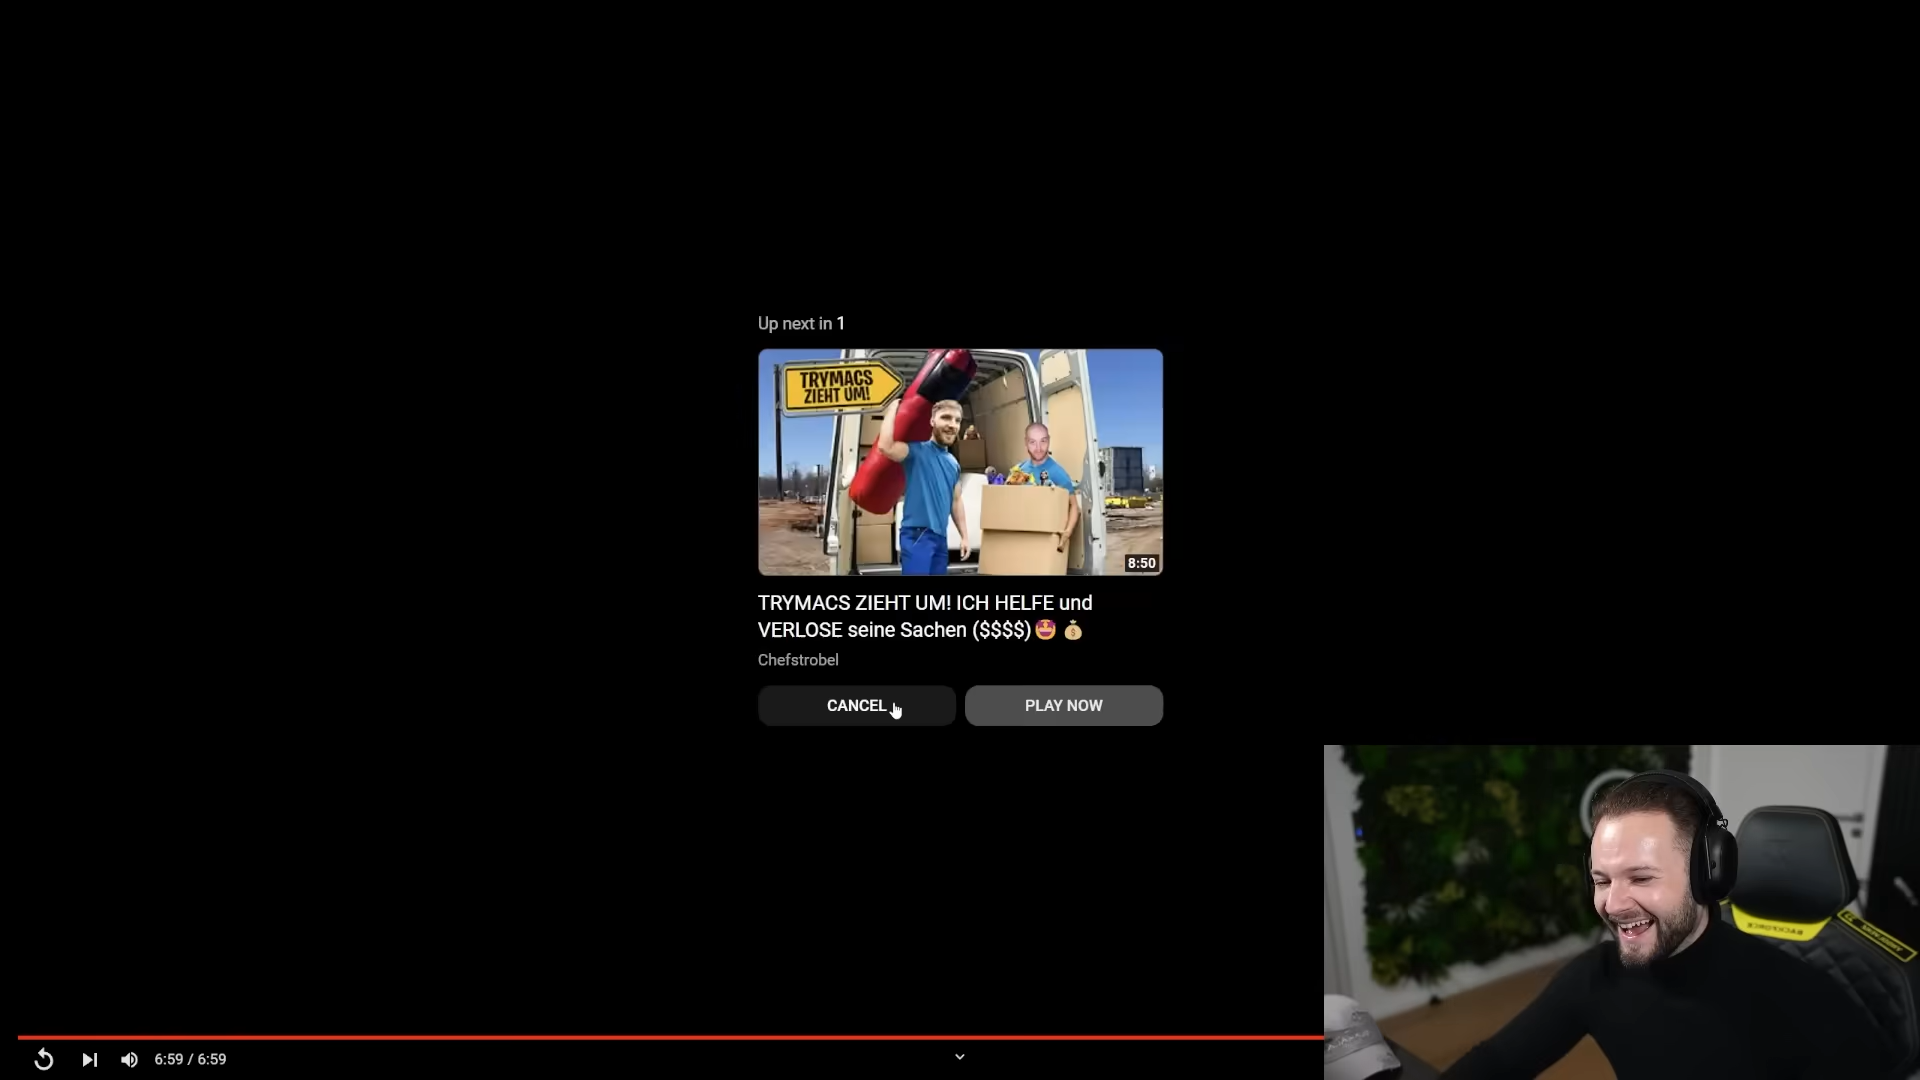 Up next in 1
TRYMACS
ZIEHT UM!
8:50
TRYMACS ZIEHT UM! ICH HELFE und
VERLOSE seine Sachen ($$$$)🤩💰
Chefstrobel
CANCEL
PLAY NOW
6:59 / 6:59